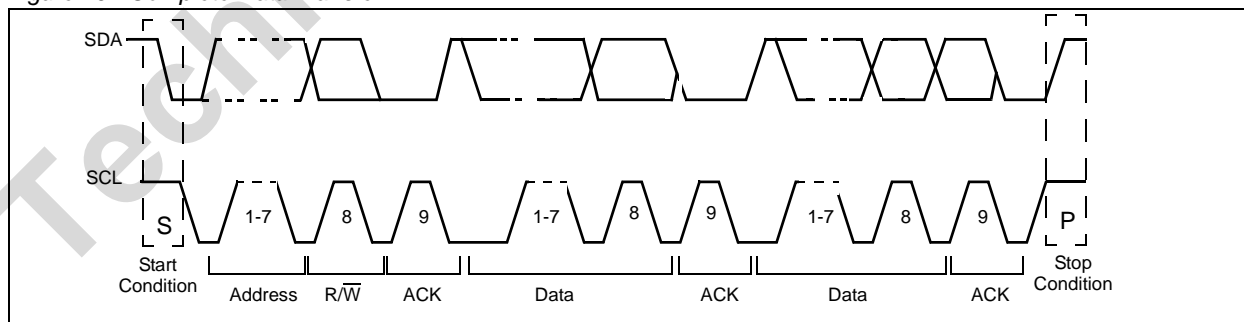 SDA
SCL
S
1-7
8
9
1-7
8
9
1-7
8
9
P
Start
Condition
Address
R/W̅
ACK
Data
ACK
Data
ACK
Stop
Condition